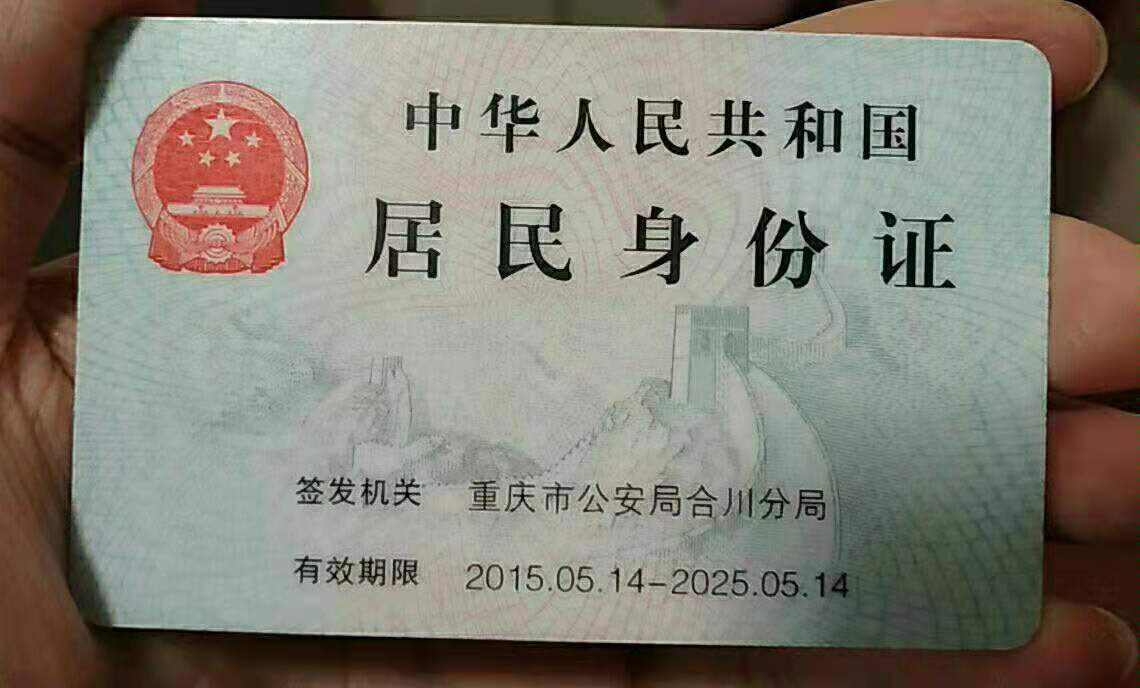 中华人民共和国
居民身份证
签发机关 重庆市公安局合川分局
有效期限 2015.05.14-2025.05.14